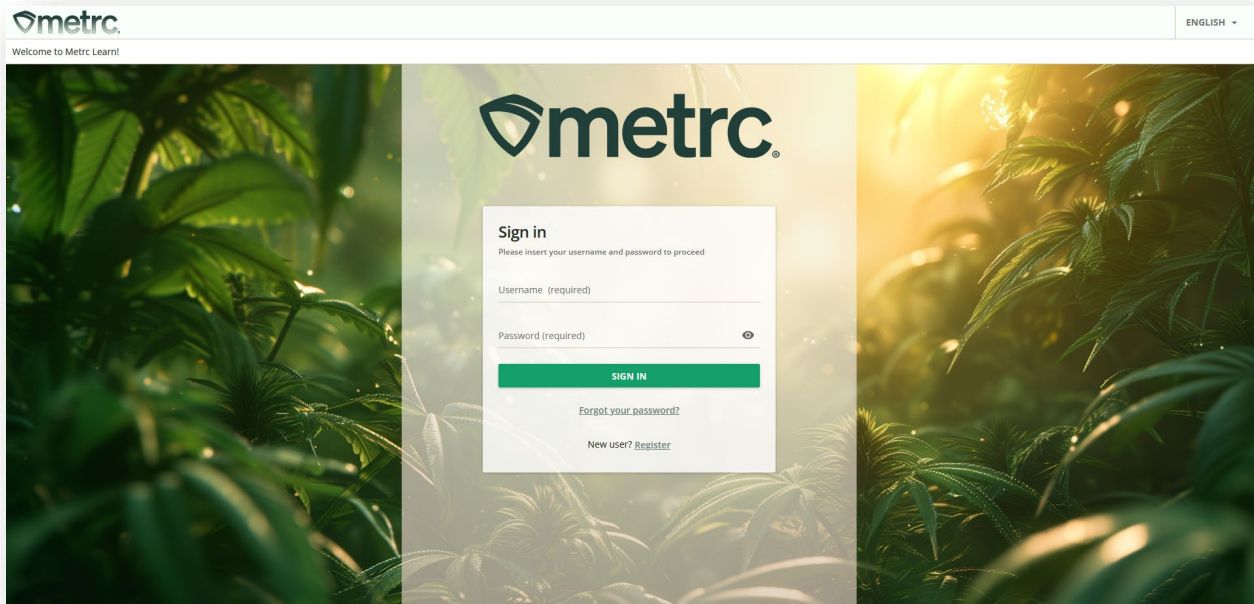 metrc.
ENGLISH
Welcome to Metrc Learn!
metrc.®
Sign in
Please insert your username and password to proceed
Username (required)
Password (required)
SIGN IN
Forgot your password?
New user? Register